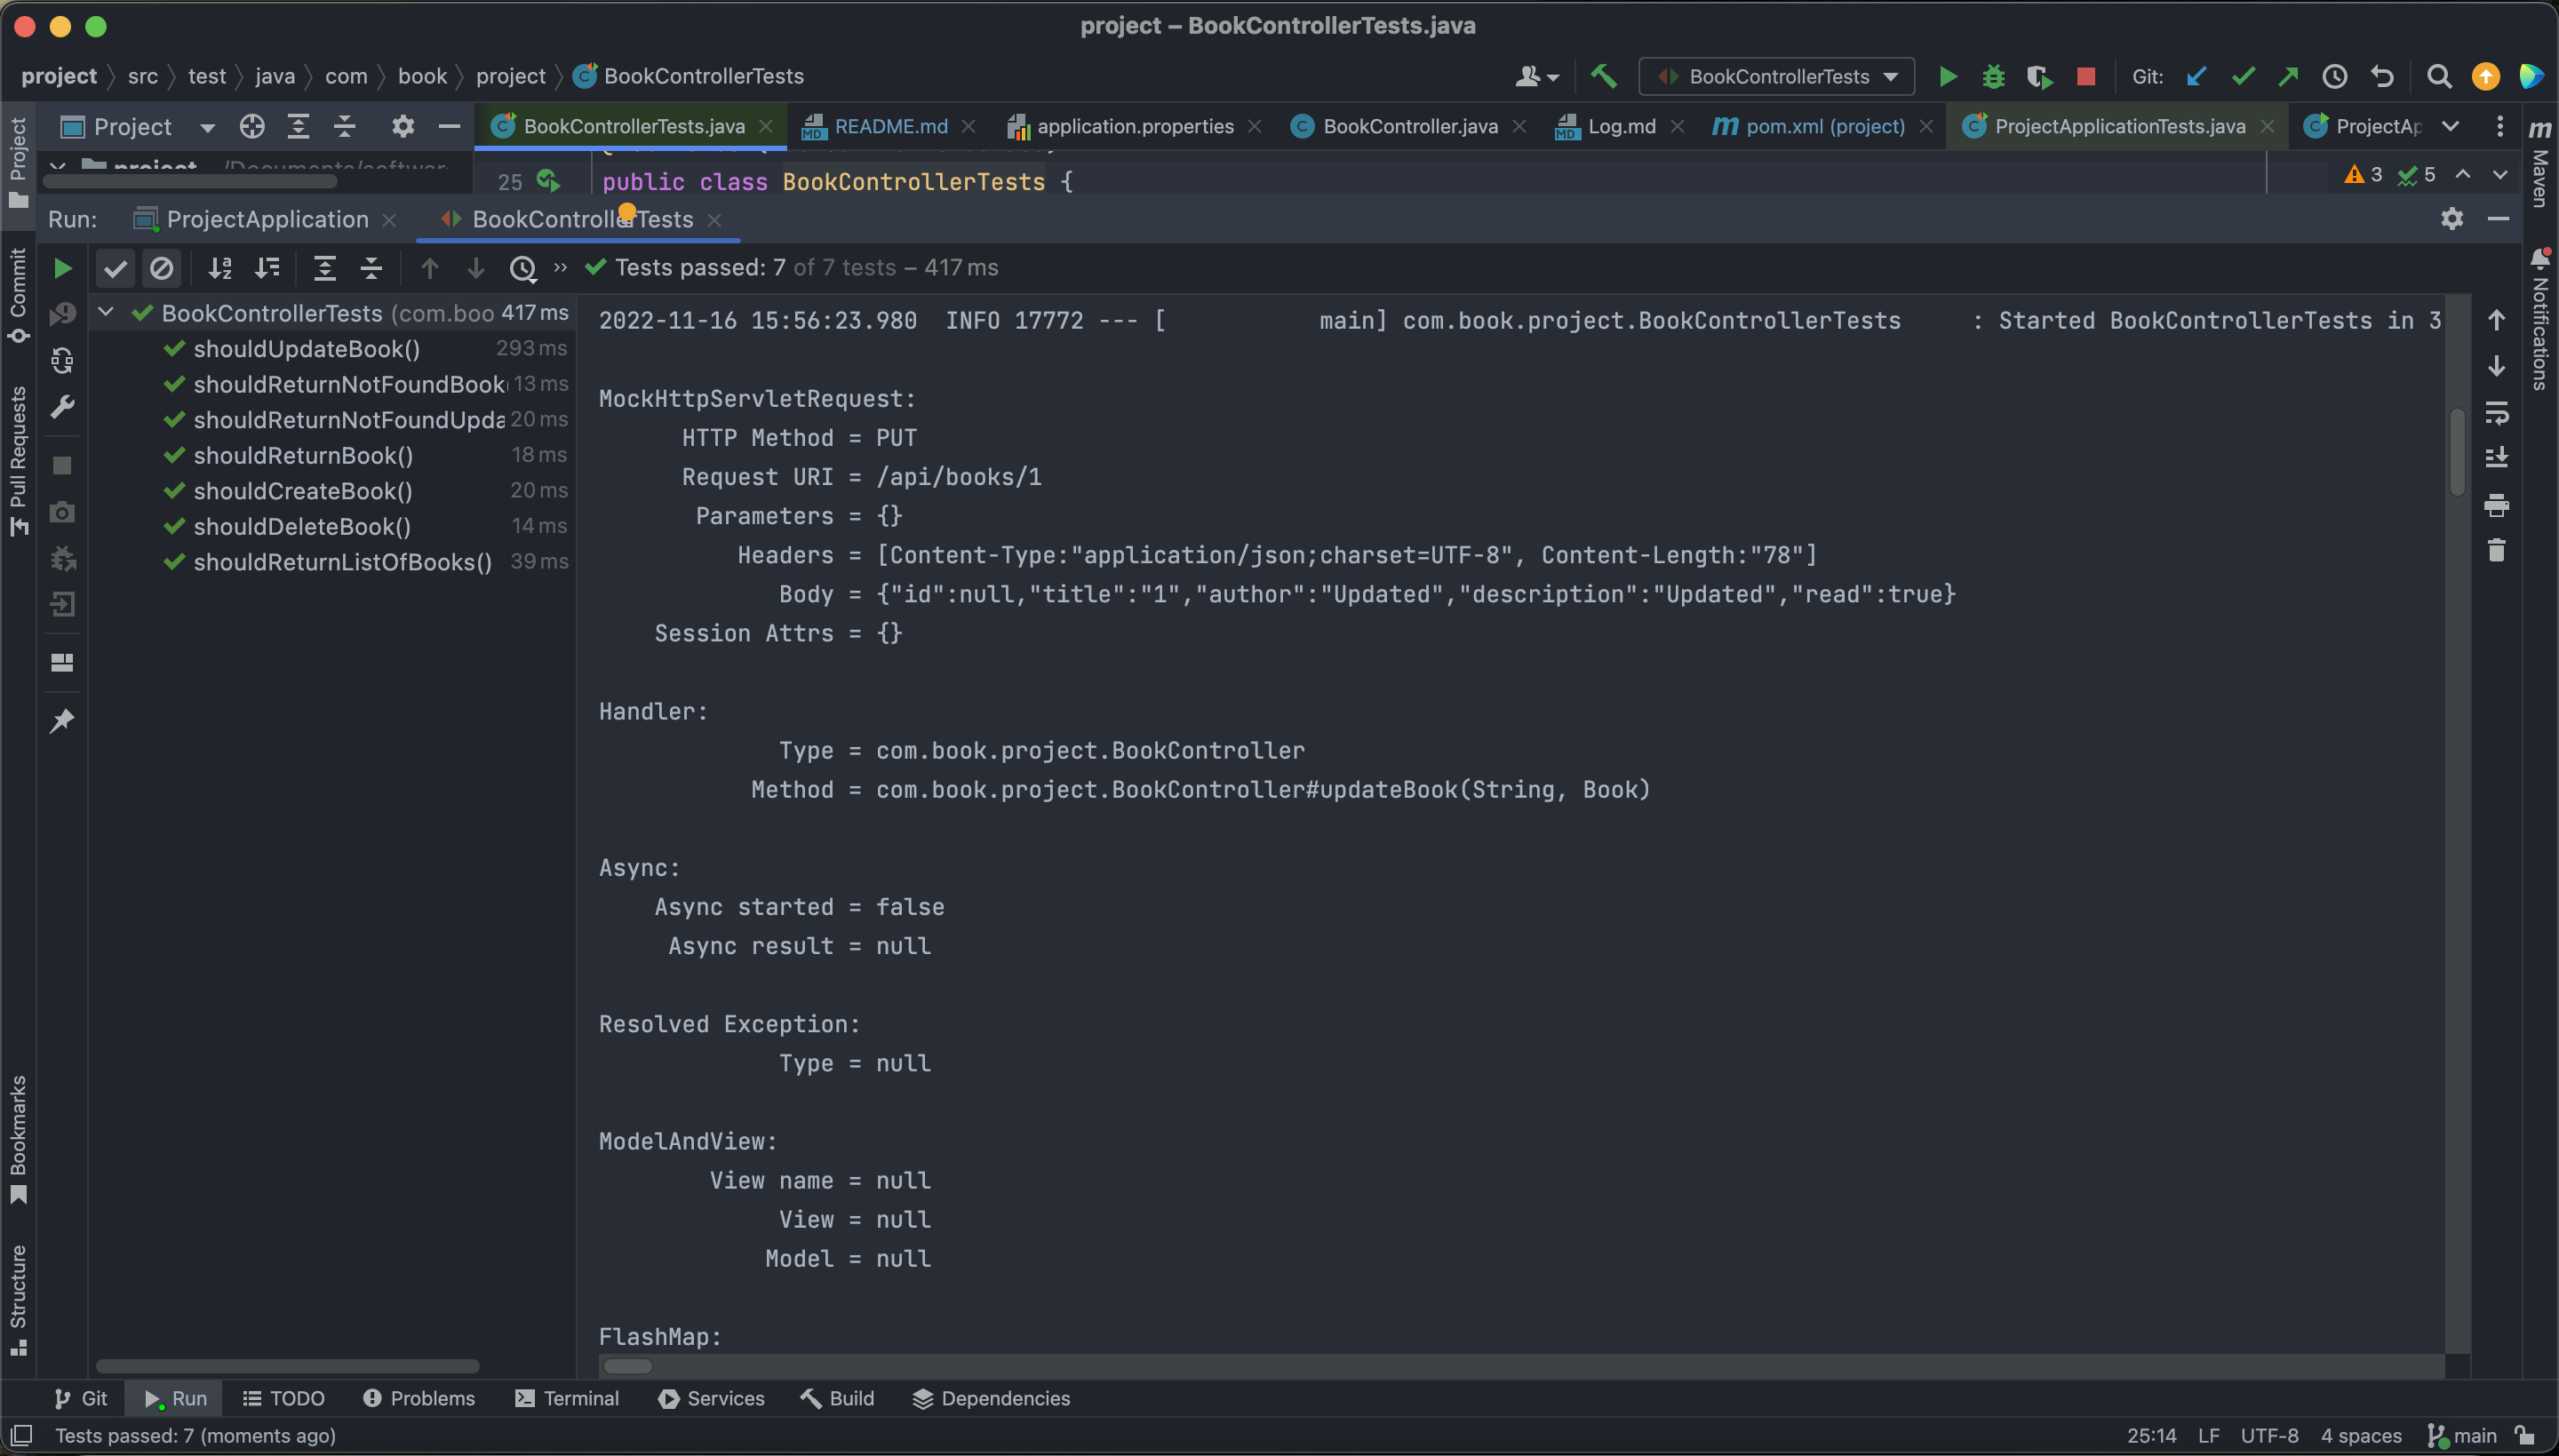 project – BookControllerTests.java
project src test java com book project BookControllerTests
BookControllerTests Git:
Project BookControllerTests.java README.md application.properties BookController.java Log.md pom.xml (project) ProjectApplicationTests.java ProjectAp
25 public class BookControllerTests {
3 5
Run: ProjectApplication BookControllerTests
Tests passed: 7 of 7 tests – 417 ms
BookControllerTests (com.boo 417 ms
shouldUpdateBook() 293 ms
shouldReturnNotFoundBook 13 ms
shouldReturnNotFoundUpda 20 ms
shouldReturnBook() 18 ms
shouldCreateBook() 20 ms
shouldDeleteBook() 14 ms
shouldReturnListOfBooks() 39 ms
2022-11-16 15:56:23.980  INFO 17772 --- [           main] com.book.project.BookControllerTests     : Started BookControllerTests in 3
MockHttpServletRequest:
HTTP Method = PUT
Request URI = /api/books/1
Parameters = {}
Headers = [Content-Type:"application/json;charset=UTF-8", Content-Length:"78"]
Body = {"id":null,"title":"1","author":"Updated","description":"Updated","read":true}
Session Attrs = {}
Handler:
Type = com.book.project.BookController
Method = com.book.project.BookController#updateBook(String, Book)
Async:
Async started = false
Async result = null
Resolved Exception:
Type = null
ModelAndView:
View name = null
View = null
Model = null
FlashMap:
Project
Commit
Pull Requests
Bookmarks
Structure
m
Maven
Notifications
Git Run TODO Problems Terminal Services Build Dependencies
Tests passed: 7 (moments ago) 25:14 LF UTF-8 4 spaces main